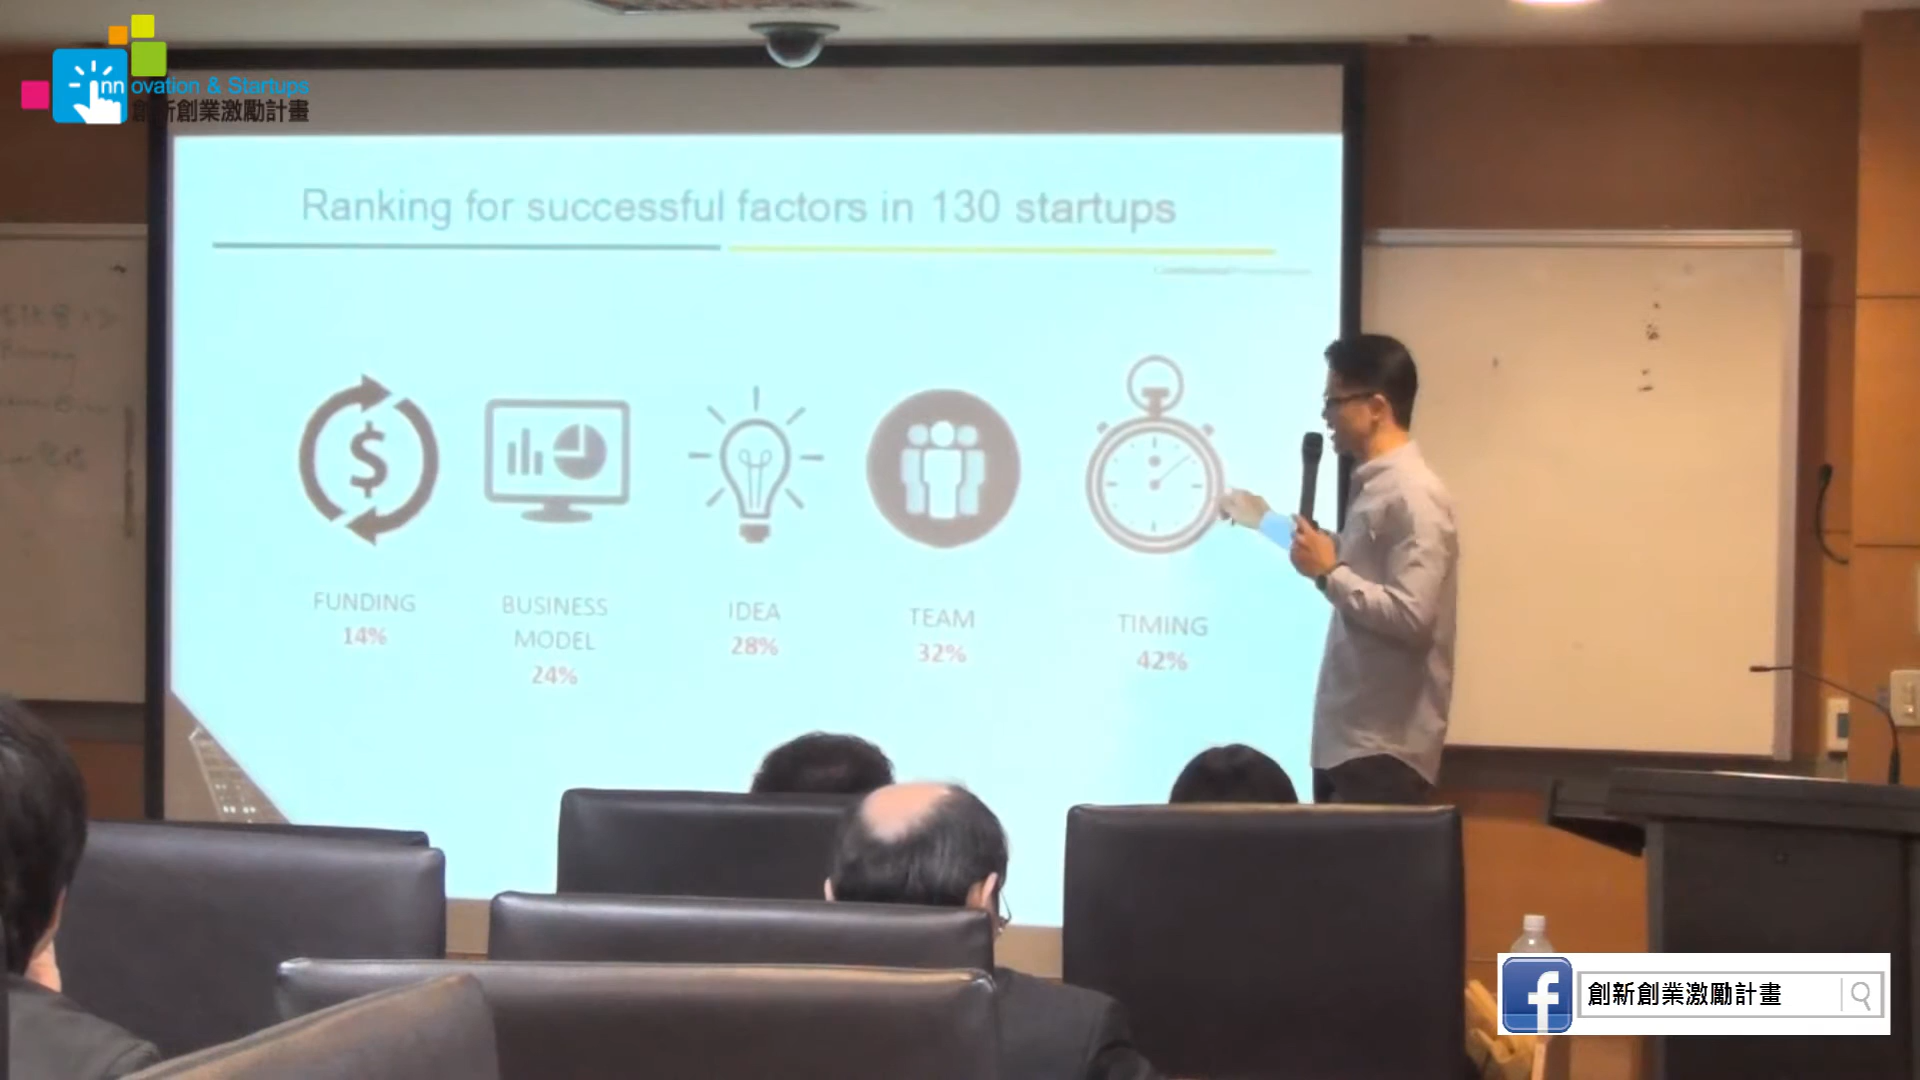 innovation & Startups
創新創業激勵計畫
Ranking for successful factors in 130 startups
FUNDING
14%
BUSINESS
MODEL
24%
IDEA
28%
TEAM
32%
TIMING
42%
創新創業激勵計畫